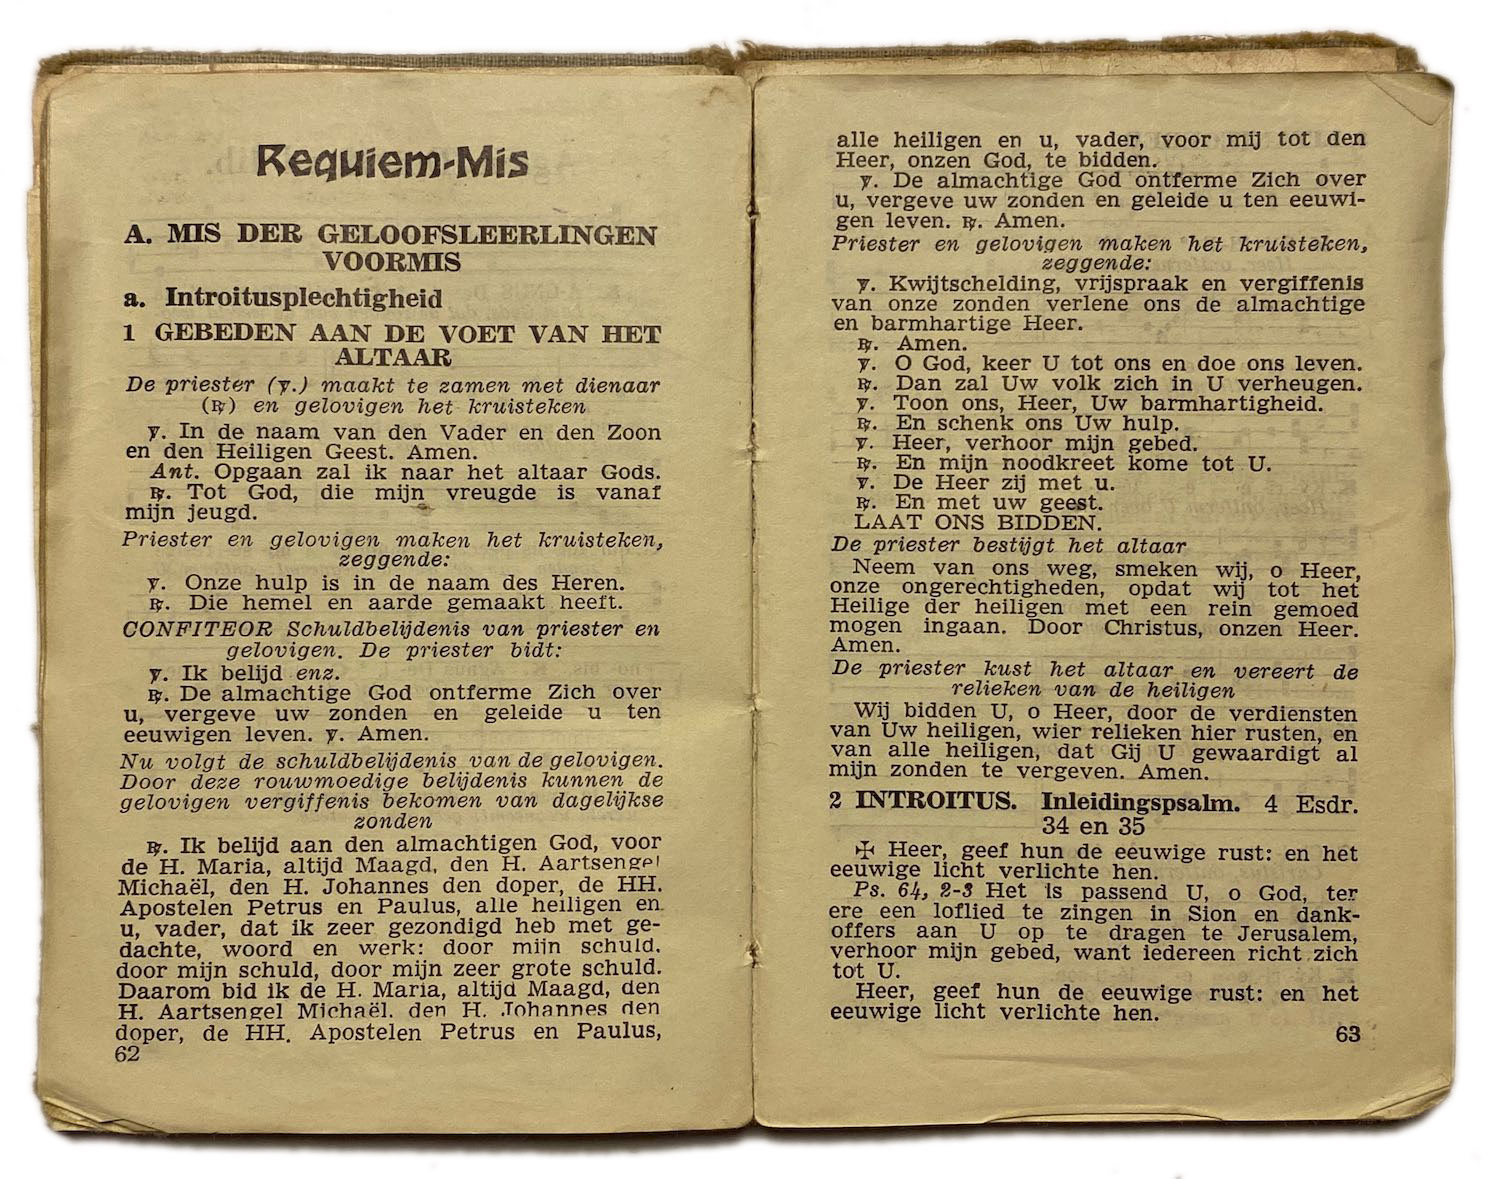 Requiem-Mis
A. MIS DER GELOOFSLEERLINGEN
VOORMIS
a. Introitusplechtigheid
1 GEBEDEN AAN DE VOET VAN HET
ALTAAR
De priester (℣.) maakt te zamen met dienaar
(℟) en gelovigen het kruisteken
℣. In de naam van den Vader en den Zoon
en den Heiligen Geest. Amen.
Ant. Opgaan zal ik naar het altaar Gods.
℟. Tot God, die mijn vreugde is vanaf
mijn jeugd.
Priester en gelovigen maken het kruisteken,
zeggende:
℣. Onze hulp is in de naam des Heren.
℟. Die hemel en aarde gemaakt heeft.
CONFITEOR Schuldbelijdenis van priester en
gelovigen. De priester bidt:
℣. Ik belijd enz.
℟. De almachtige God ontferme Zich over
u, vergeve uw zonden en geleide u ten
eeuwigen leven. ℣. Amen.
Nu volgt de schuldbelijdenis van de gelovigen.
Door deze rouwmoedige belijdenis kunnen de
gelovigen vergiffenis bekomen van dagelijkse
zonden
℟. Ik belijd aan den almachtigen God, voor
de H. Maria, altijd Maagd, den H. Aartsengel
Michaël, den H. Johannes den doper, de HH.
Apostelen Petrus en Paulus, alle heiligen en
u, vader, dat ik zeer gezondigd heb met ge-
dachte, woord en werk: door mijn schuld,
door mijn schuld, door mijn zeer grote schuld.
Daarom bid ik de H. Maria, altijd Maagd, den
H. Aartsengel Michaël, den H. Johannes den
doper, de HH. Apostelen Petrus en Paulus,
62
alle heiligen en u, vader, voor mij tot den
Heer, onzen God, te bidden.
℣. De almachtige God ontferme Zich over
u, vergeve uw zonden en geleide u ten eeuwi-
gen leven. ℟. Amen.
Priester en gelovigen maken het kruisteken,
zeggende:
℣. Kwijtschelding, vrijspraak en vergiffenis
van onze zonden verlene ons de almachtige
en barmhartige Heer.
℟. Amen.
℣. O God, keer U tot ons en doe ons leven.
℟. Dan zal Uw volk zich in U verheugen.
℣. Toon ons, Heer, Uw barmhartigheid.
℟. En schenk ons Uw hulp.
℣. Heer, verhoor mijn gebed.
℟. En mijn noodkreet kome tot U.
℣. De Heer zij met u.
℟. En met uw geest.
LAAT ONS BIDDEN.
De priester bestijgt het altaar
Neem van ons weg, smeken wij, o Heer,
onze ongerechtigheden, opdat wij tot het
Heilige der heiligen met een rein gemoed
mogen ingaan. Door Christus, onzen Heer.
Amen.
De priester kust het altaar en vereert de
relieken van de heiligen
Wij bidden U, o Heer, door de verdiensten
van Uw heiligen, wier relieken hier rusten, en
van alle heiligen, dat Gij U gewaardigt al
mijn zonden te vergeven. Amen.
2 INTROITUS. Inleidingspsalm. 4 Esdr.
34 en 35
✠ Heer, geef hun de eeuwige rust: en het
eeuwige licht verlichte hen.
Ps. 64, 2-3 Het is passend U, o God, ter
ere een loflied te zingen in Sion en dank-
offers aan U op te dragen te Jerusalem,
verhoor mijn gebed, want iedereen richt zich
tot U.
Heer, geef hun de eeuwige rust: en het
eeuwige licht verlichte hen.
63